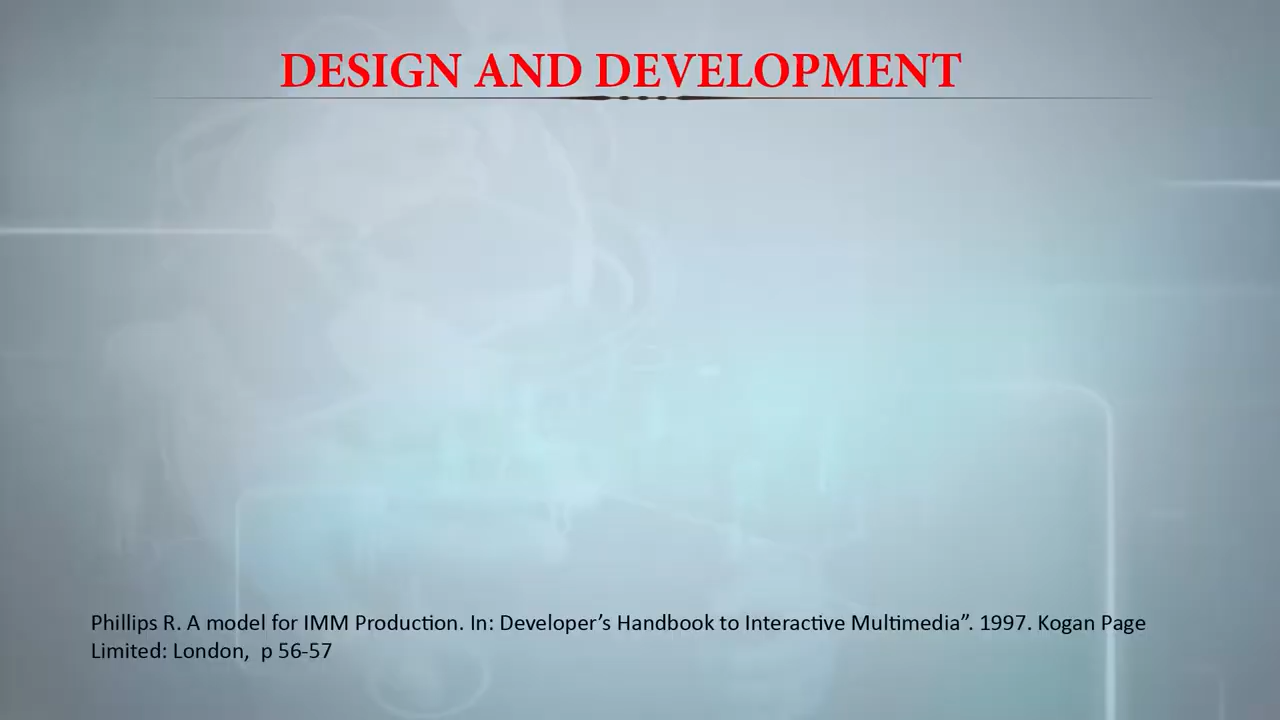 DESIGN AND DEVELOPMENT
Phillips R. A model for IMM Production. In: Developer’s Handbook to Interactive Multimedia”. 1997. Kogan Page
Limited: London,  p 56-57